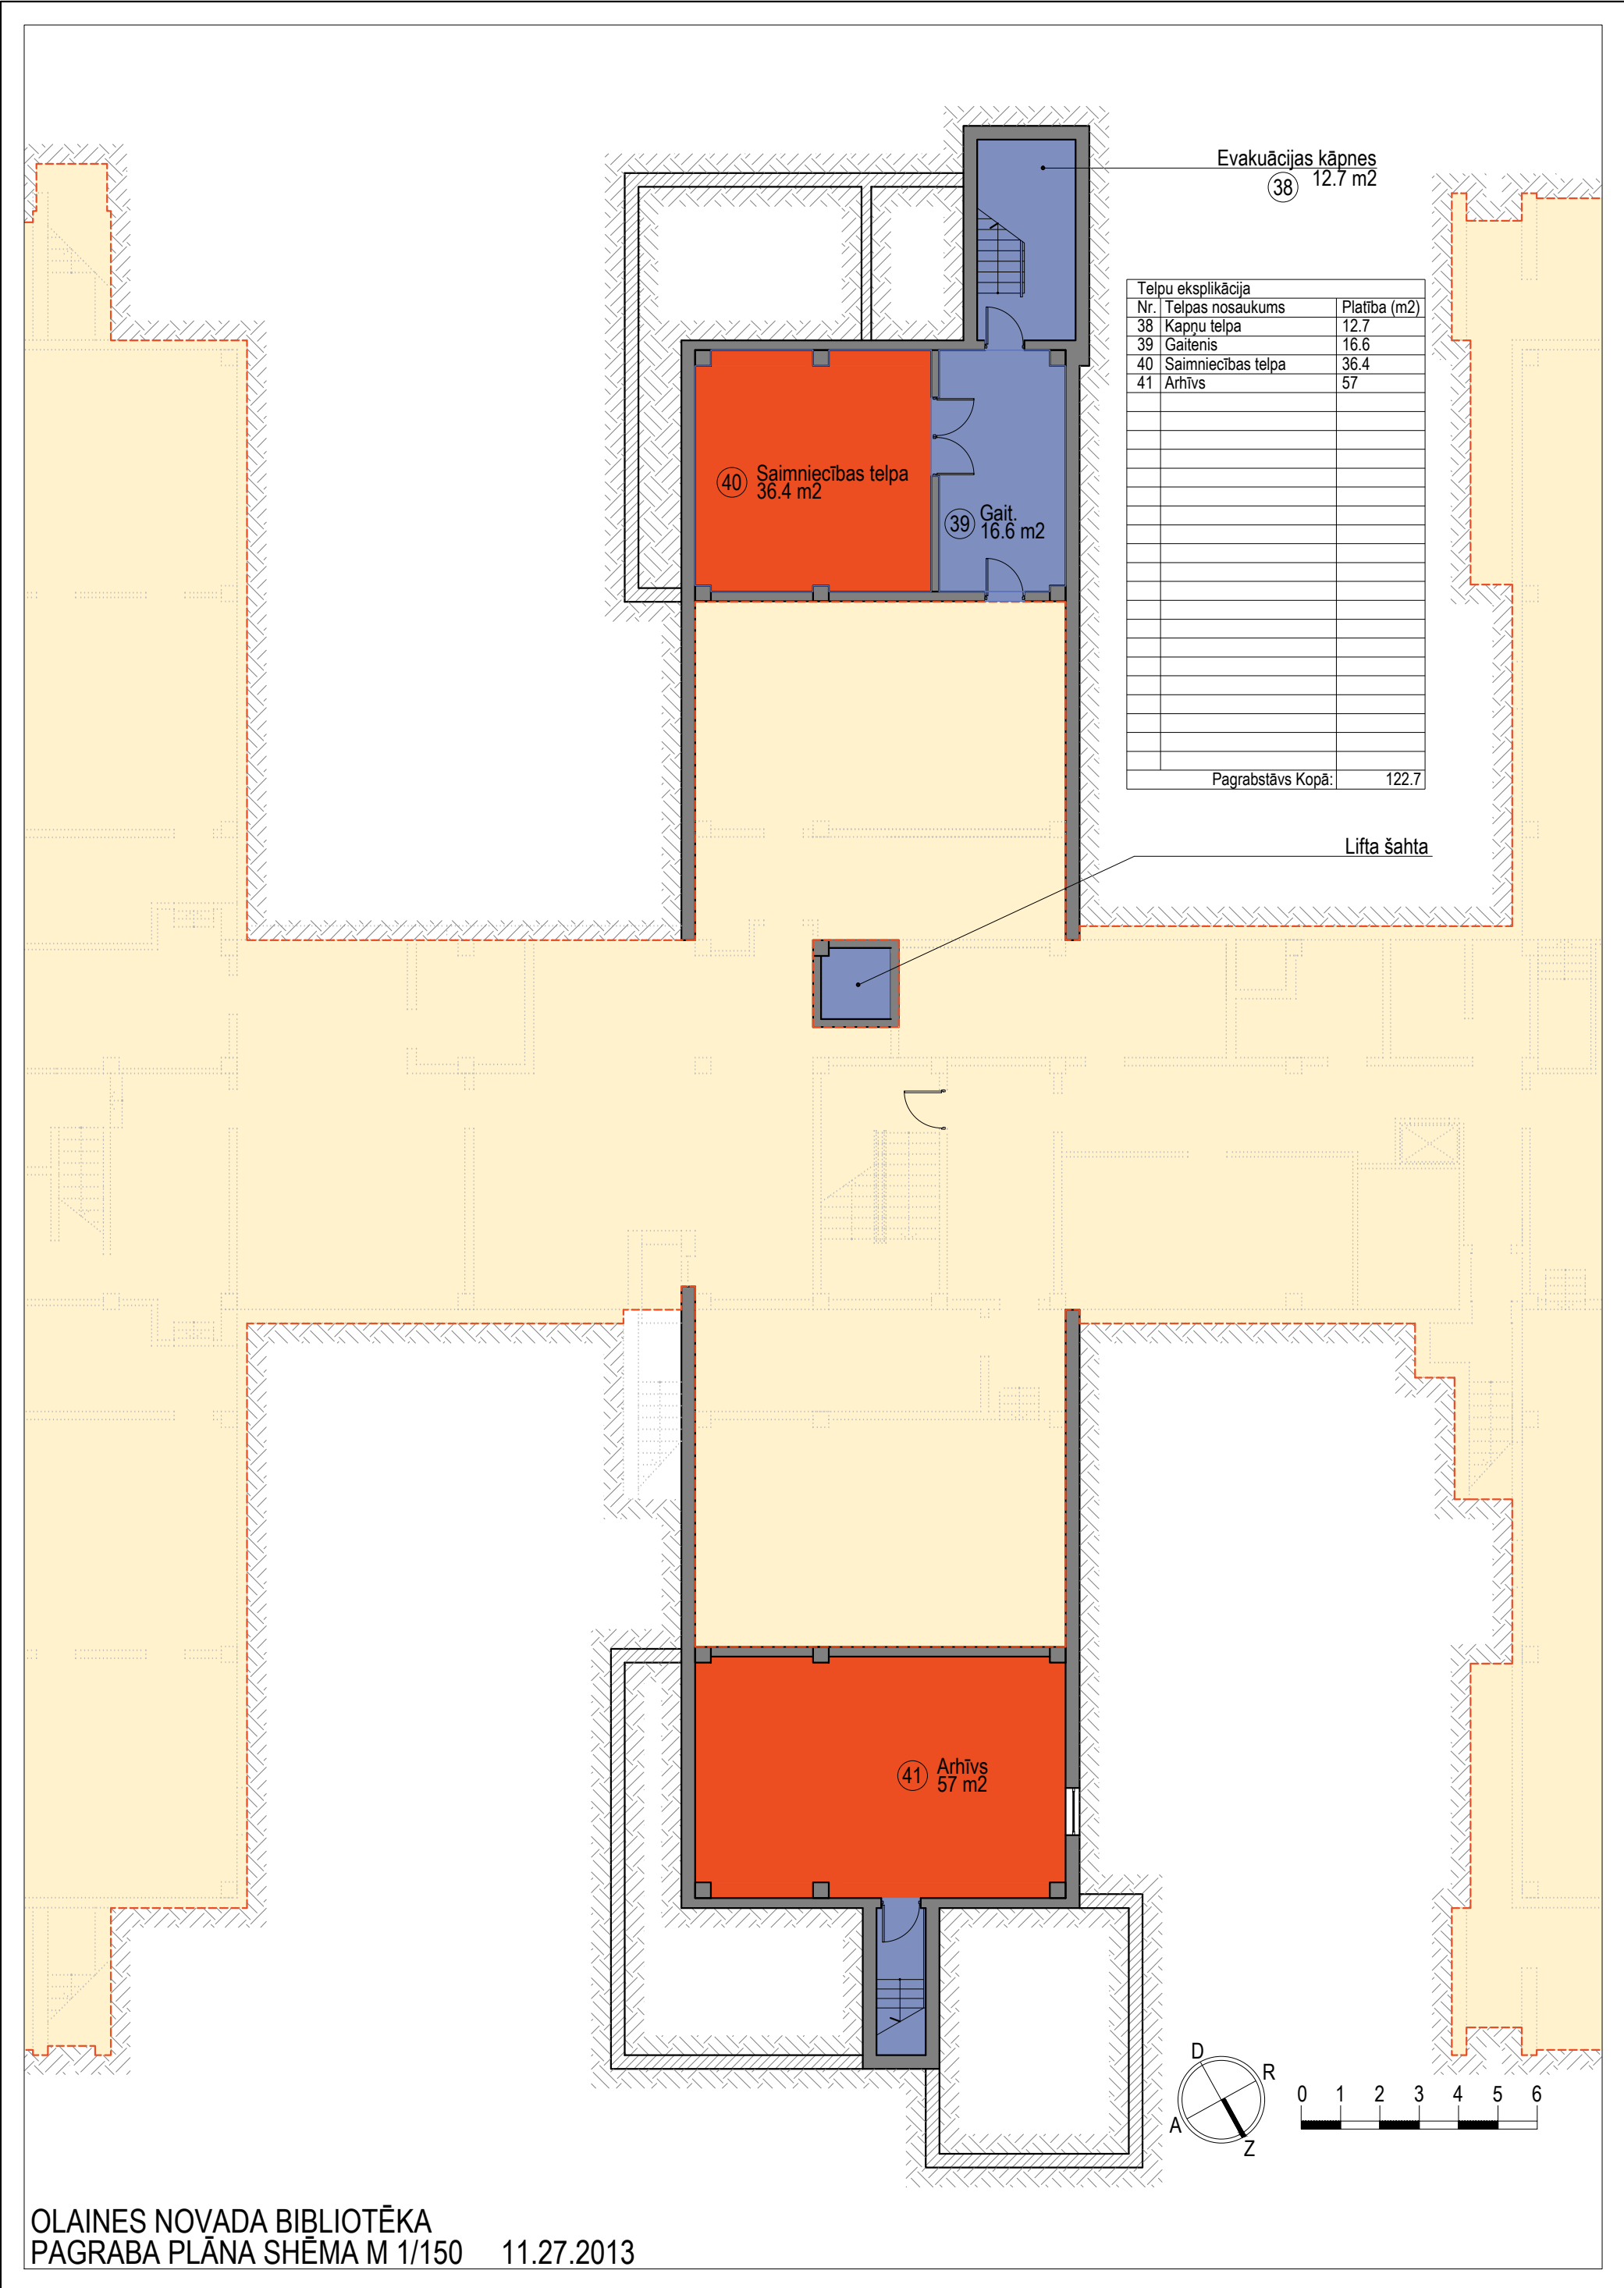 Evakuācijas kāpnes
38 12.7 m2
Telpu eksplikācija
Nr. Telpas nosaukums Platība (m2)
38 Kapņu telpa 12.7
39 Gaitenis 16.6
40 Saimniecības telpa 36.4
41 Arhīvs 57
Pagrabstāvs Kopā: 122.7
40 Saimniecības telpa
36.4 m2
39 Gait.
16.6 m2
Lifta šahta
41 Arhīvs
57 m2
D
R
A
Z
0 1 2 3 4 5 6
OLAINES NOVADA BIBLIOTĒKA
PAGRABA PLĀNA SHĒMA M 1/150 11.27.2013